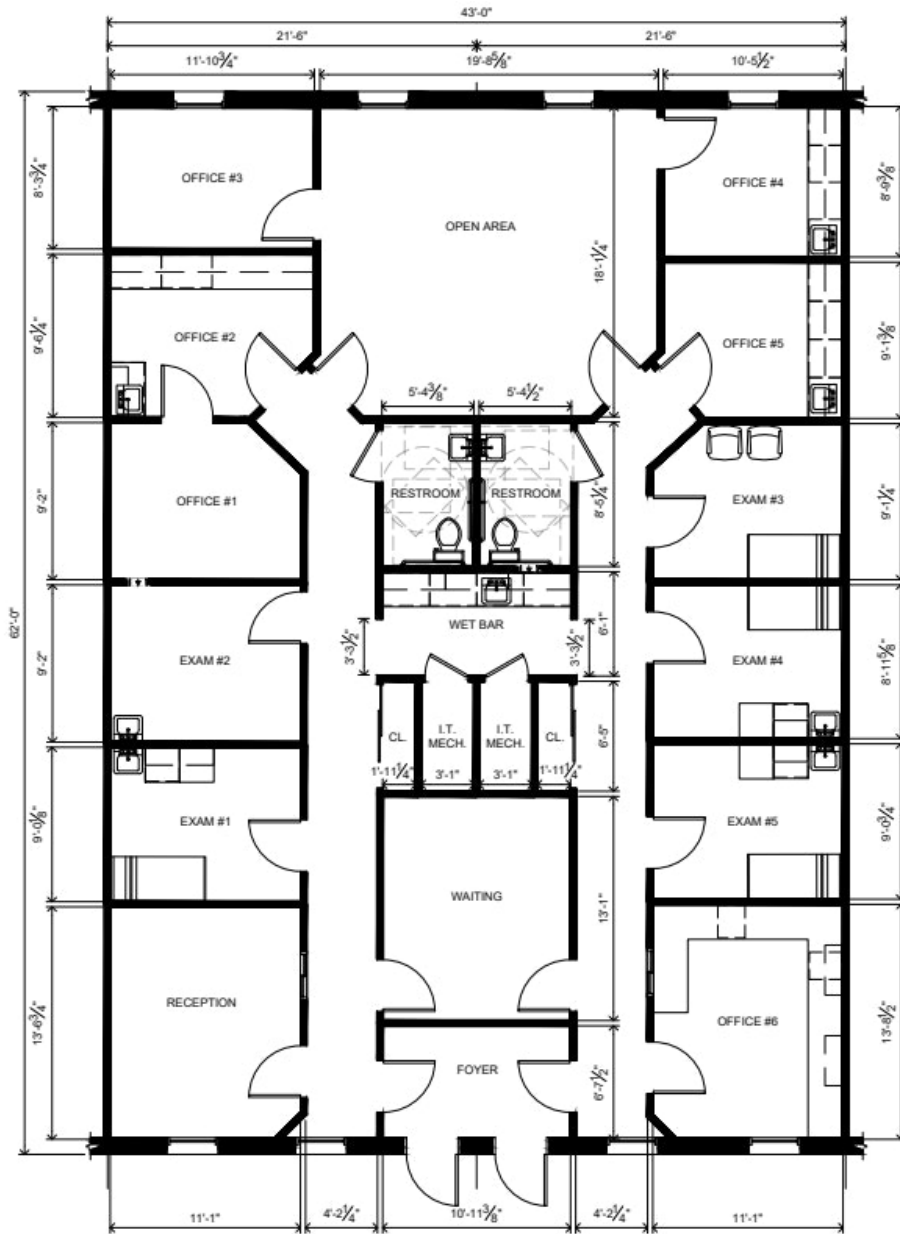 43'-0"
21'-6"
21'-6"
11'-10¾"
19'-8⅝"
10'-5½"
8'-3¾"
OFFICE #3
OPEN AREA
OFFICE #4
8'-9⅜"
18'-1¼"
9'-6¼"
OFFICE #2
OFFICE #5
9'-1⅜"
5'-4⅜"
5'-4½"
9'-2"
OFFICE #1
RESTROOM
RESTROOM
8'-5¼"
EXAM #3
9'-1¼"
62'-0"
9'-2"
EXAM #2
3'-3½"
WET BAR
3'-3½"
6'-1"
EXAM #4
8'-11⅝"
CL.
I.T.
MECH.
I.T.
MECH.
CL.
6'-5"
1'-11¼"
3'-1"
3'-1"
1'-11¼"
9'-0⅛"
EXAM #1
EXAM #5
9'-0¾"
WAITING
13'-1"
13'-6¾"
RECEPTION
OFFICE #6
13'-8½"
FOYER
6'-7½"
11'-1"
4'-2¼"
10'-11⅜"
4'-2¼"
11'-1"